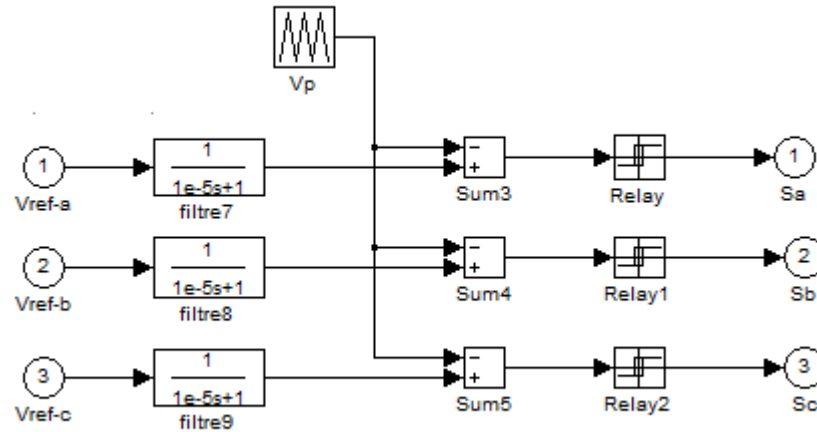 Vp
1
Vref-a
1
1e-5s+1
filtre7
Sum3
Relay
1
Sa
2
Vref-b
1
1e-5s+1
filtre8
Sum4
Relay1
2
Sb
3
Vref-c
1
1e-5s+1
filtre9
Sum5
Relay2
3
Sc